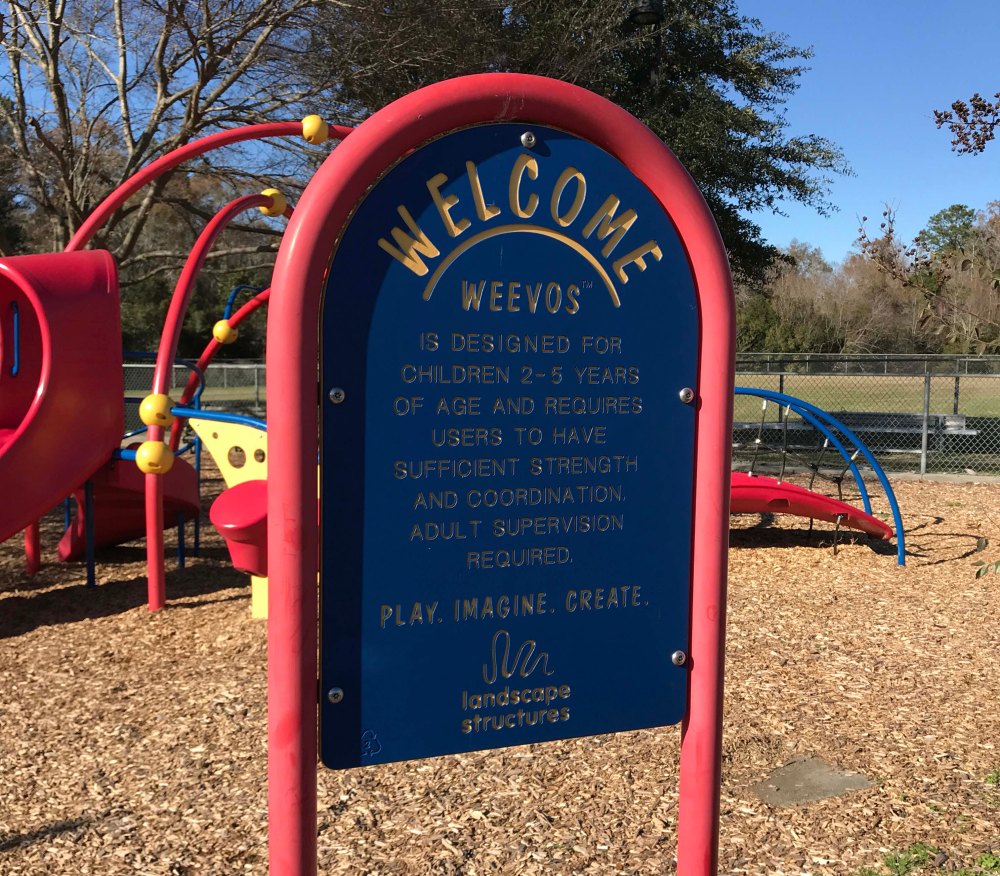 WELCOME
WEEVOS™
IS DESIGNED FOR
CHILDREN 2-5 YEARS
OF AGE AND REQUIRES
USERS TO HAVE
SUFFICIENT STRENGTH
AND COORDINATION.
ADULT SUPERVISION
REQUIRED.
PLAY. IMAGINE. CREATE.
landscape
structures